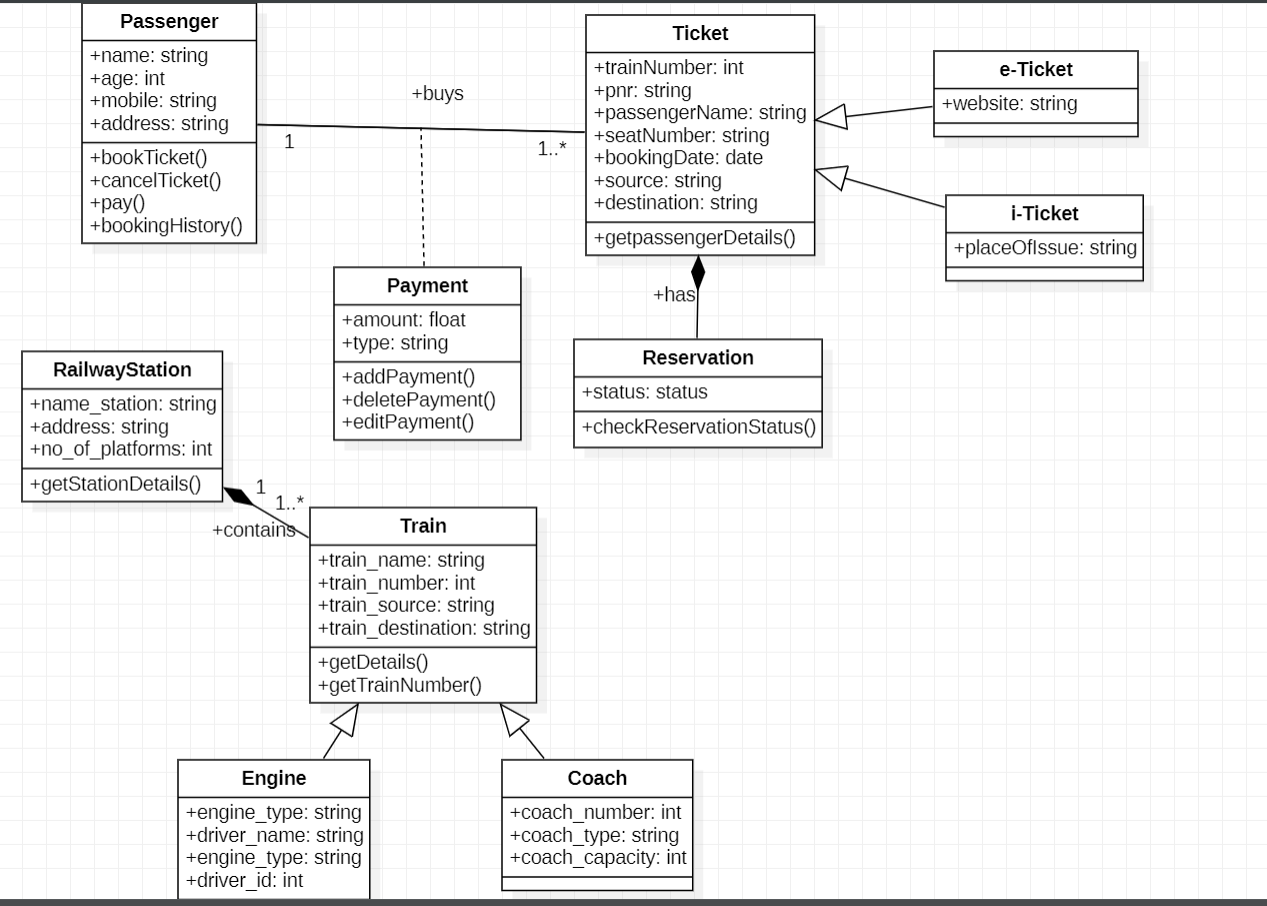 Passenger
+name: string
+age: int
+mobile: string
+address: string
+bookTicket()
+cancelTicket()
+pay()
+bookingHistory()
+buys
1
1..*
Ticket
+trainNumber: int
+pnr: string
+passengerName: string
+seatNumber: string
+bookingDate: date
+source: string
+destination: string
+getpassengerDetails()
e-Ticket
+website: string
i-Ticket
+placeOfIssue: string
Payment
+amount: float
+type: string
+addPayment()
+deletePayment()
+editPayment()
+has
Reservation
+status: status
+checkReservationStatus()
RailwayStation
+name_station: string
+address: string
+no_of_platforms: int
+getStationDetails()
1
1..*
+contains
Train
+train_name: string
+train_number: int
+train_source: string
+train_destination: string
+getDetails()
+getTrainNumber()
Engine
+engine_type: string
+driver_name: string
+engine_type: string
+driver_id: int
Coach
+coach_number: int
+coach_type: string
+coach_capacity: int